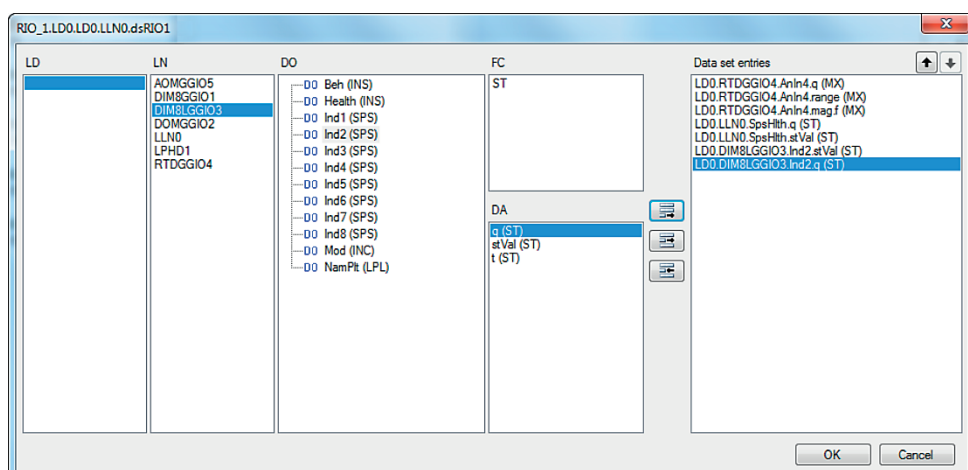 RIO_1.LD0.LD0.LLN0.dsRIO1
LD
LN
AOMGGIO5
DIM8GGIO1
DIM8LGGIO3
DOMGGIO2
LLN0
LPHD1
RTDGGIO4
DO
DO Beh (INS)
DO Health (INS)
DO Ind1 (SPS)
DO Ind2 (SPS)
DO Ind3 (SPS)
DO Ind4 (SPS)
DO Ind5 (SPS)
DO Ind6 (SPS)
DO Ind7 (SPS)
DO Ind8 (SPS)
DO Mod (INC)
DO NamPlt (LPL)
FC
ST
DA
q (ST)
stVal (ST)
t (ST)
Data set entries
LD0.RTDGGIO4.AnIn4.q (MX)
LD0.RTDGGIO4.AnIn4.range (MX)
LD0.RTDGGIO4.AnIn4.mag.f (MX)
LD0.LLN0.SpsHlth.q (ST)
LD0.LLN0.SpsHlth.stVal (ST)
LD0.DIM8LGGIO3.Ind2.stVal (ST)
LD0.DIM8LGGIO3.Ind2.q (ST)
OK
Cancel